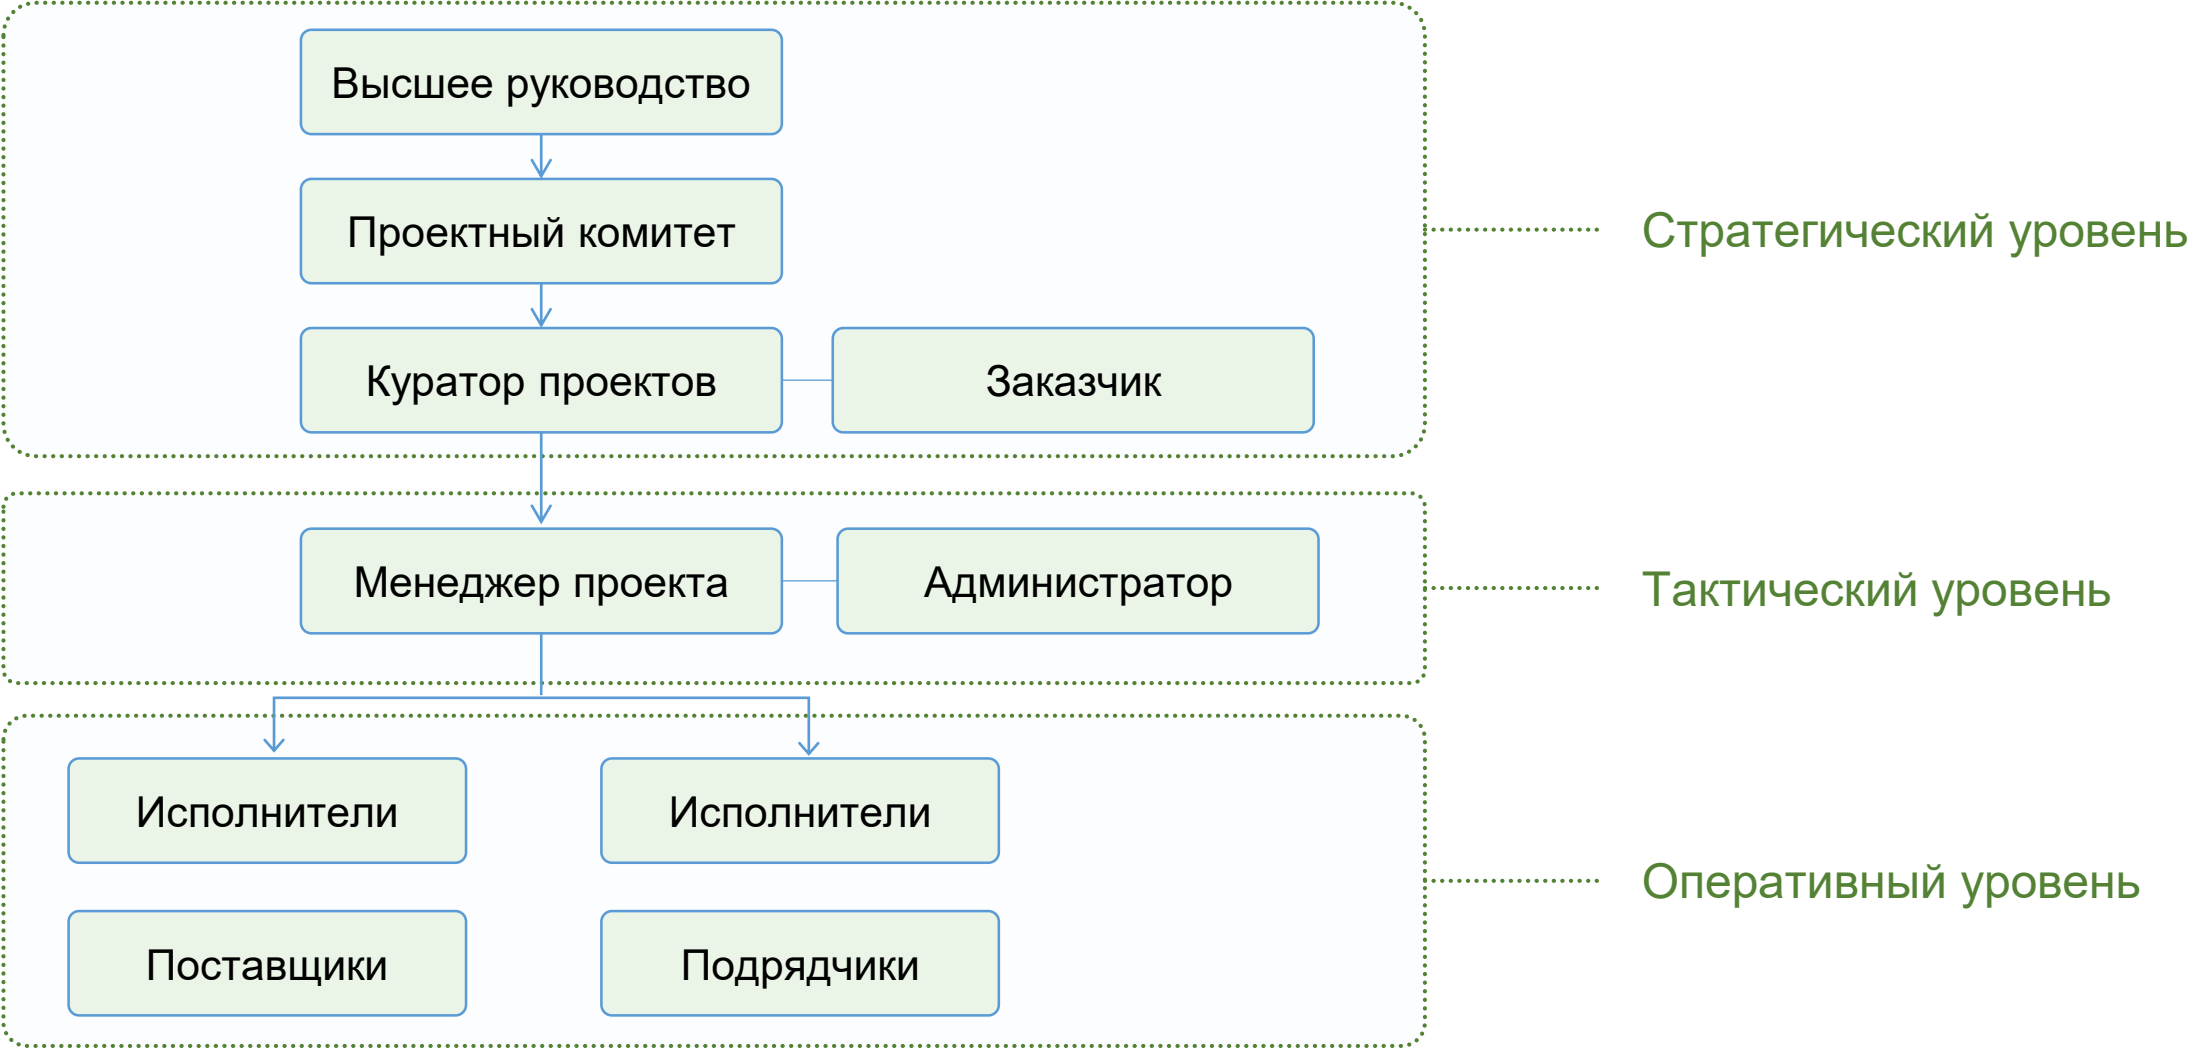 Высшее руководство
Проектный комитет
Стратегический уровень
Куратор проектов
Заказчик
Менеджер проекта
Администратор
Тактический уровень
Исполнители
Исполнители
Оперативный уровень
Поставщики
Подрядчики